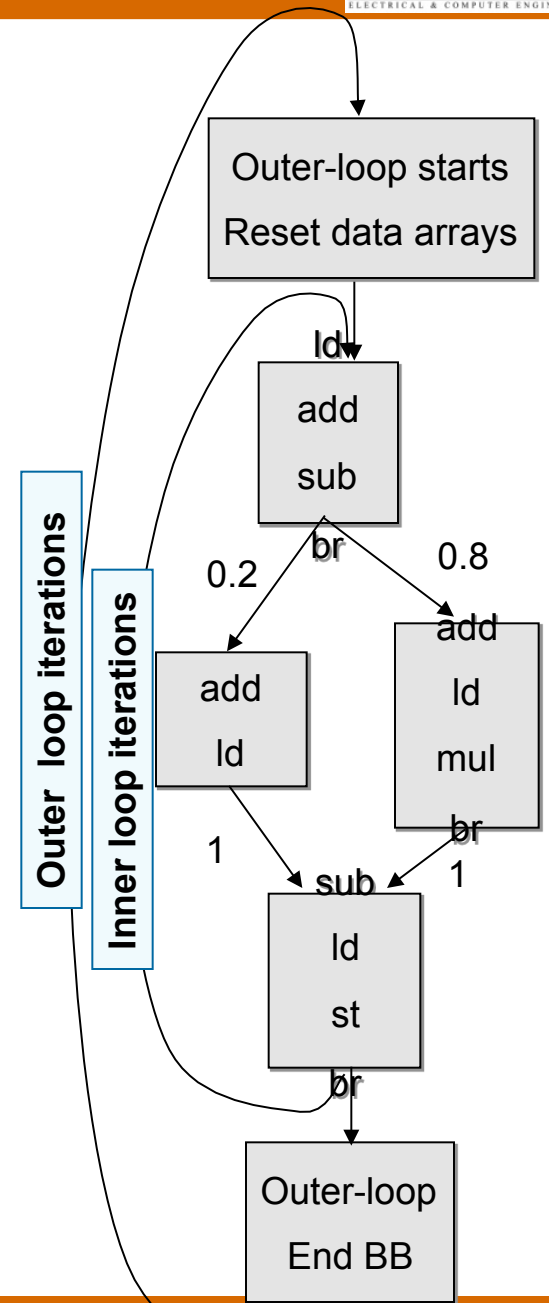 ELECTRICAL & COMPUTER ENGIN
Outer-loop starts
Reset data arrays
ld
add
sub
br
0.2
0.8
add
ld
add
ld
mul
br
1
1
sub
ld
st
br
Outer-loop
End BB
Outer loop iterations
Inner loop iterations